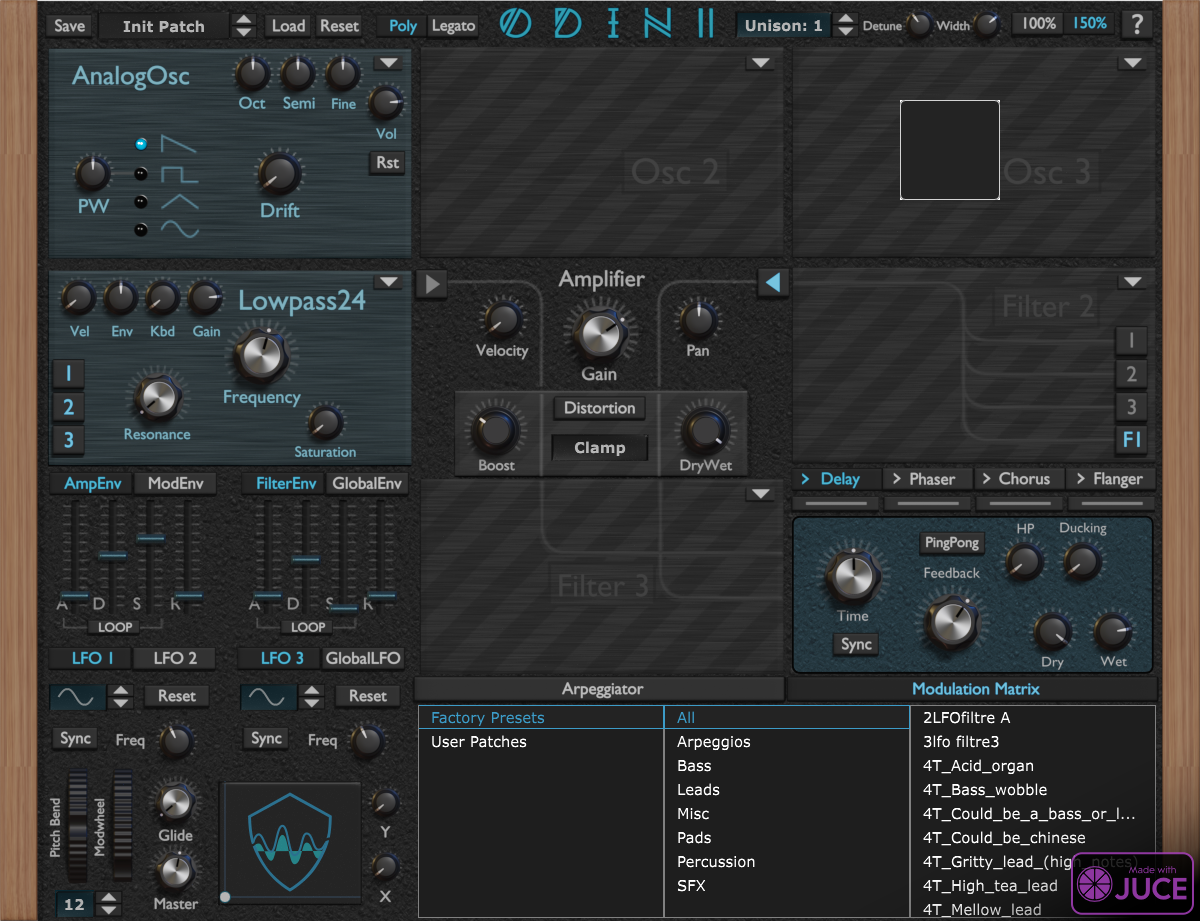 Save Init Patch Load Reset Poly Legato ODIN II Unison: 1 Detune Width 100% 150% ?
AnalogOsc
Oct Semi Fine
Vol
Rst
PW
Drift
Osc 2
Osc 3
Lowpass24
Vel Env Kbd Gain
Frequency
1
2
3
Resonance
Saturation
Amplifier
Velocity
Gain
Pan
Distortion
Clamp
Boost
DryWet
Filter 2
1
2
3
FI
AmpEnv ModEnv FilterEnv GlobalEnv
A D S R
LOOP
A D S R
LOOP
Filter 3
> Delay > Phaser > Chorus > Flanger
PingPong
HP Ducking
Feedback
Time
Sync
Dry Wet
LFO 1 LFO 2 LFO 3 GlobalLFO
Reset
Reset
Sync Freq
Sync Freq
Pitch Bend
Modwheel
Glide
Master
12
Y
X
Arpeggiator Modulation Matrix
Factory Presets
User Patches
All
Arpeggios
Bass
Leads
Misc
Pads
Percussion
SFX
2LFOfiltre A
3lfo filtre3
4T_Acid_organ
4T_Bass_wobble
4T_Could_be_a_bass_or_l...
4T_Could_be_chinese
4T_Gritty_lead_(high_notes)
4T_High_tea_lead
4T_Mellow_lead
Made with
JUCE